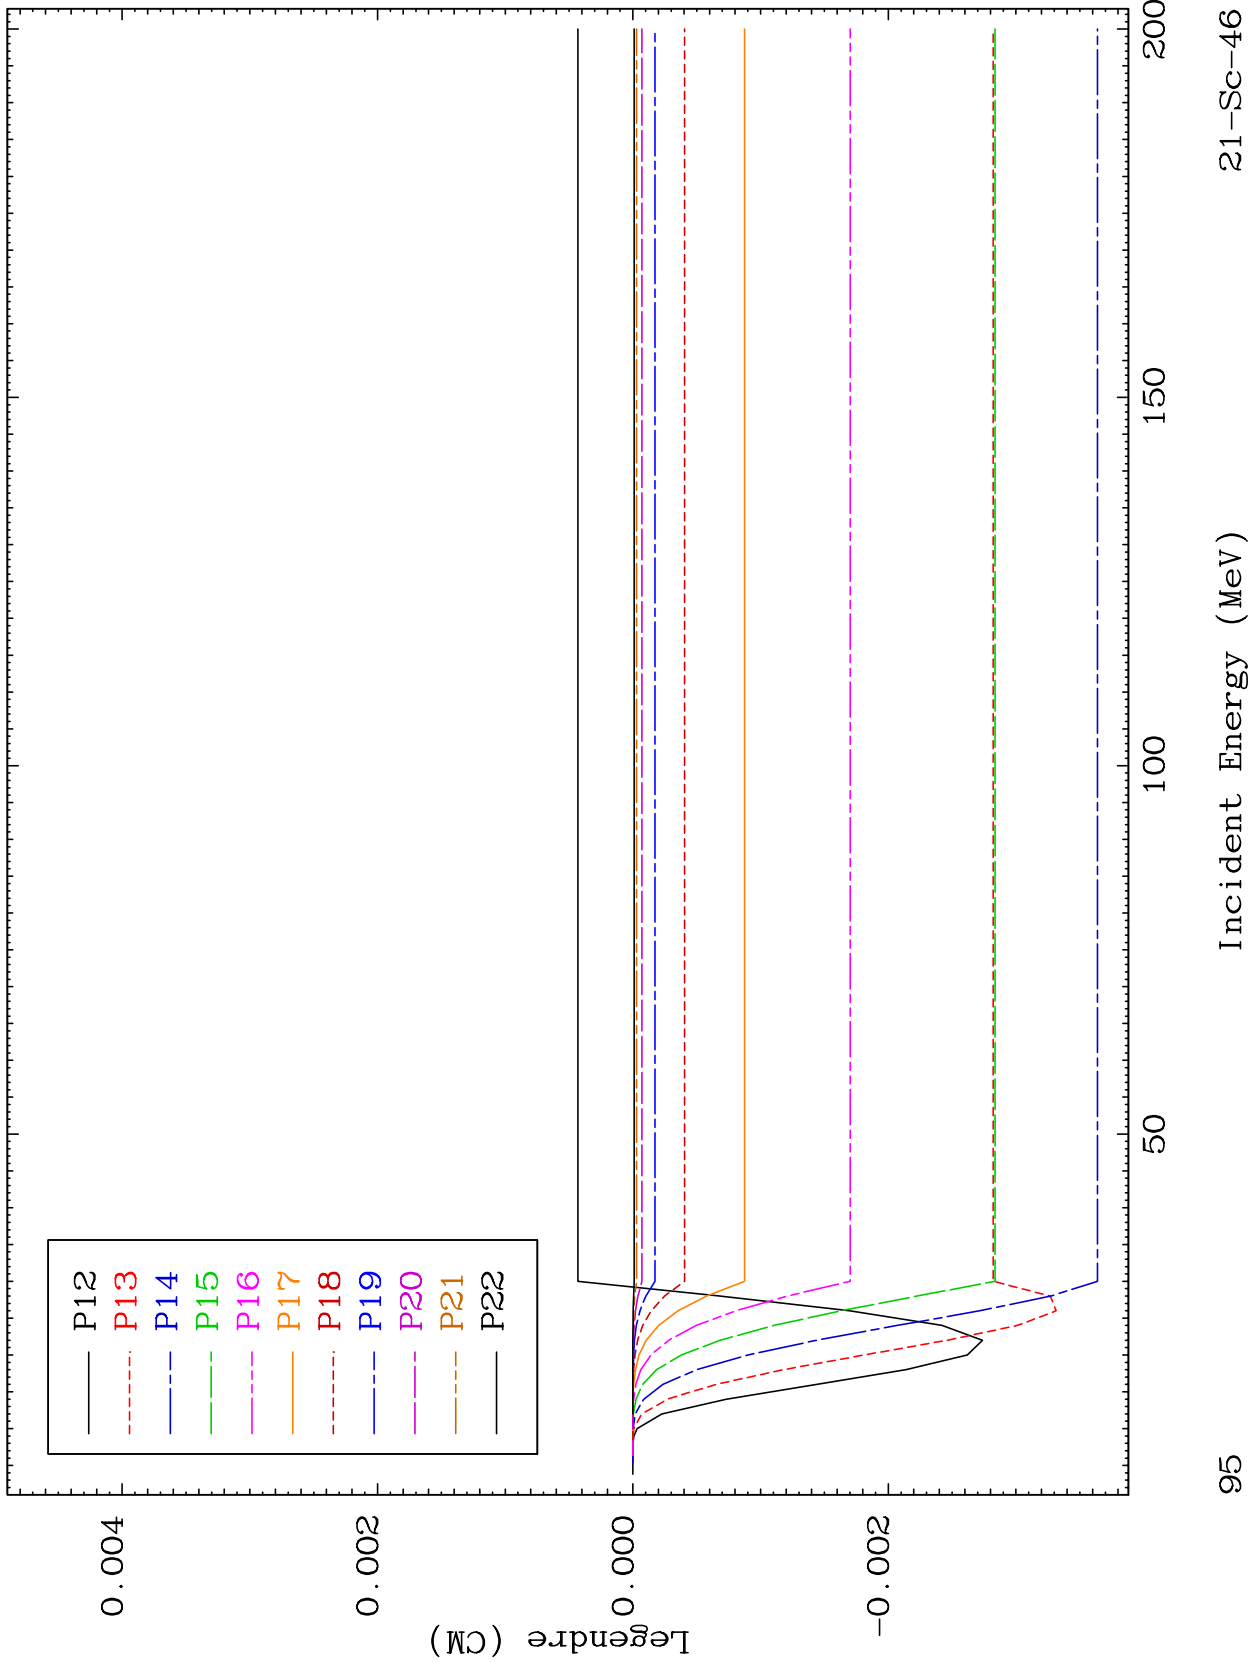 P12
P13
P14
P15
P16
P17
P18
P19
P20
P21
P22
0.004
0.002
0.000
-0.002
Legendre (CM)
50
100
150
200
Incident Energy (MeV)
95
21-Sc-46